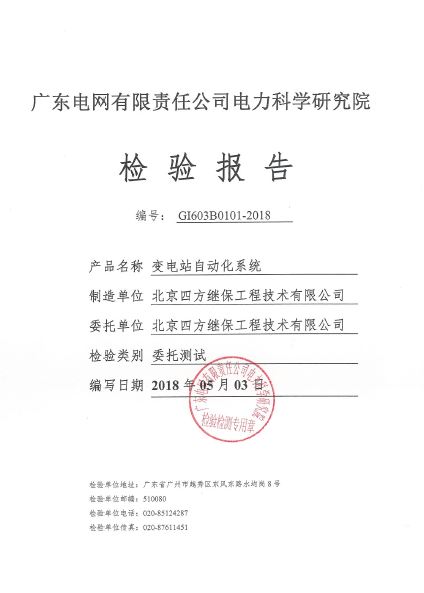 广东电网有限责任公司电力科学研究院
检验报告
编号：GI603B0101-2018
产品名称 变电站自动化系统
制造单位 北京四方继保工程技术有限公司
委托单位 北京四方继保工程技术有限公司
检验类别 委托测试
编写日期 2018 年 05 月 03 日
广东电网有限责任公司电力科学研究院
检验检测专用章
检验单位地址：广东省广州市越秀区东风东路水均岗 8 号
检验单位邮编：510080
检验单位电话：020-85124287
检验单位传真：020-87611451